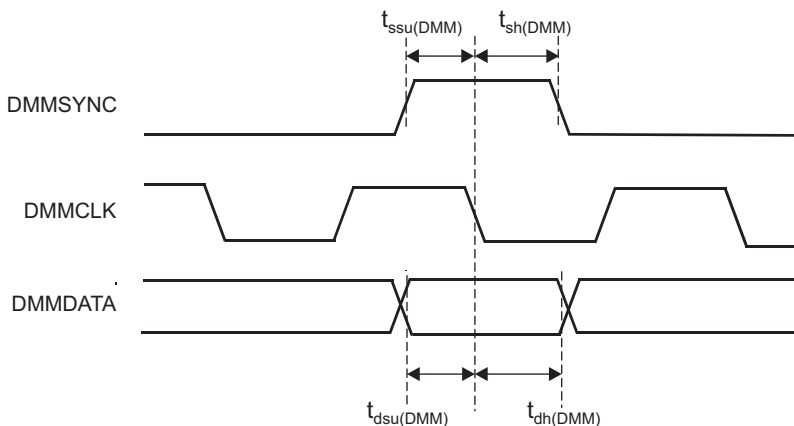 tssu(DMM) tsh(DMM)
DMMSYNC
DMMCLK
DMMDATA
tdsu(DMM) tdh(DMM)